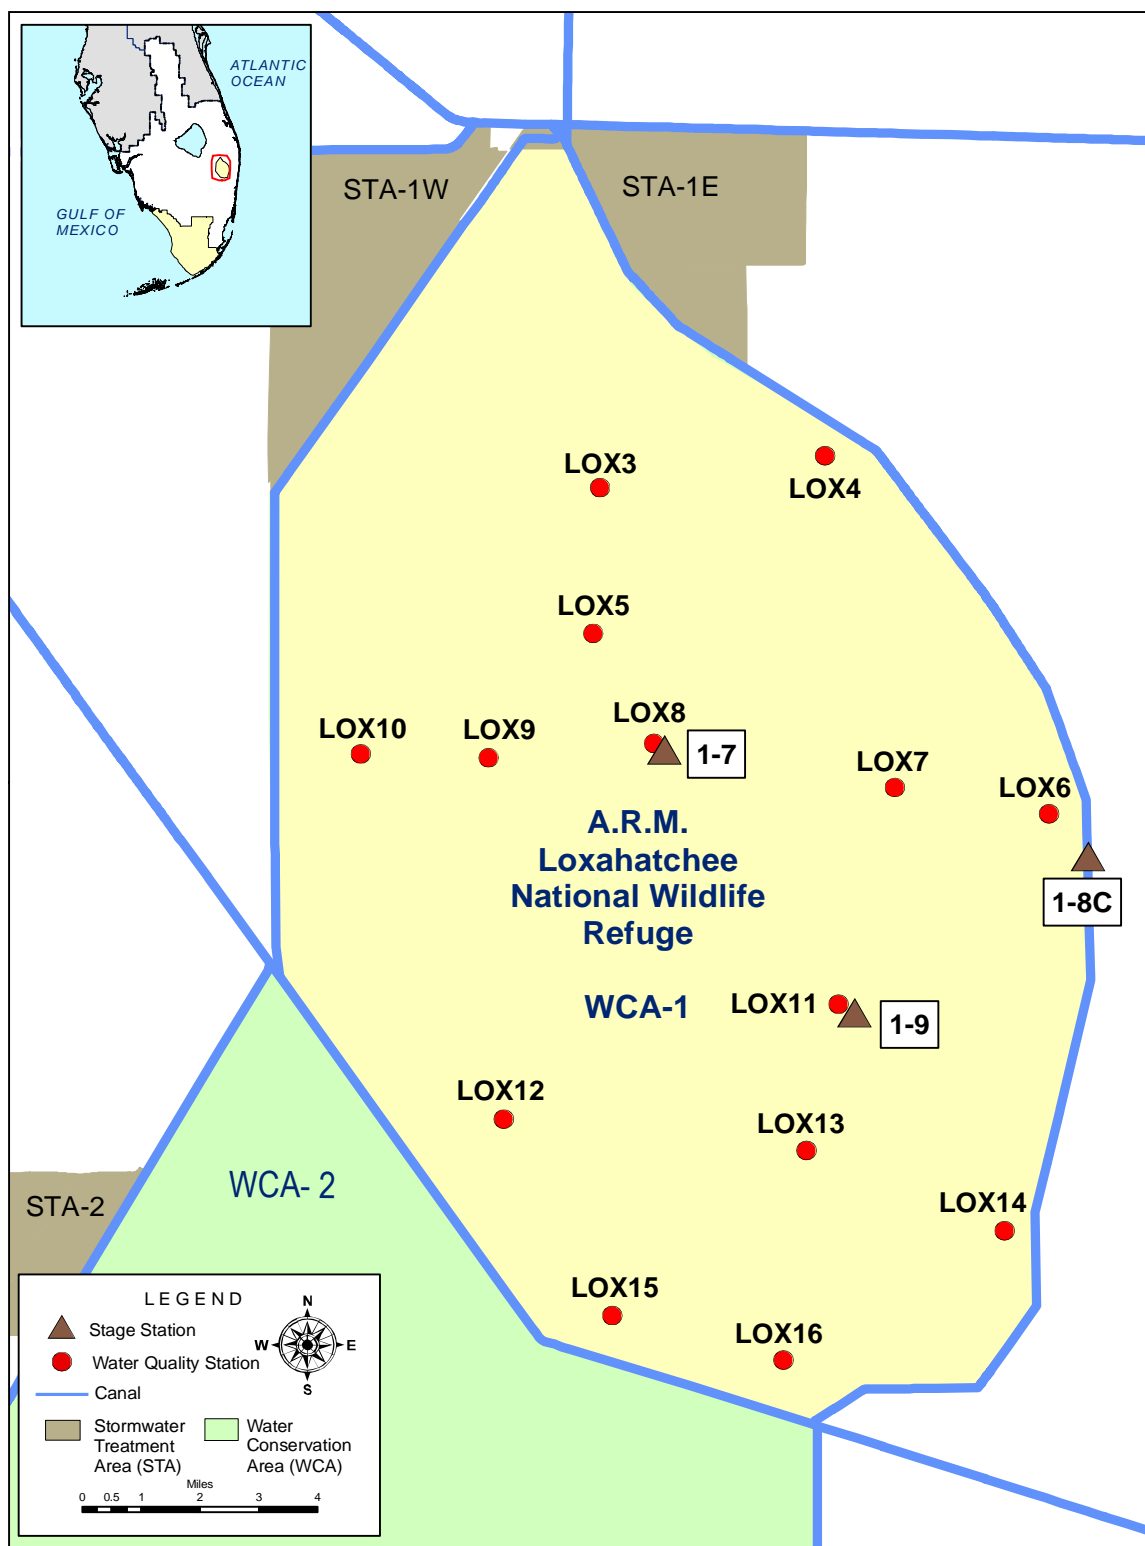 ATLANTIC
OCEAN
GULF OF
MEXICO
STA-1W
STA-1E
LOX3
LOX4
LOX5
LOX8
1-7
LOX10
LOX9
LOX7
LOX6
1-8C
A.R.M.
Loxahatchee
National Wildlife
Refuge
WCA-1
LOX11
1-9
LOX12
LOX13
WCA- 2
STA-2
LOX14
LOX15
LOX16
LEGEND
Stage Station
Water Quality Station
Canal
Stormwater
Treatment
Area (STA)
Water
Conservation
Area (WCA)
N
W
E
S
Miles
0 0.5 1 2 3 4